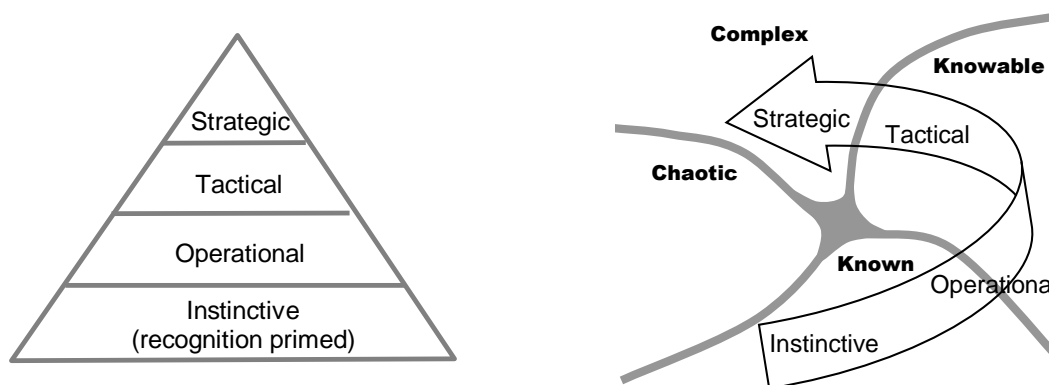 Strategic
Tactical
Operational
Instinctive
(recognition primed)
Complex
Knowable
Strategic
Tactical
Chaotic
Known
Operational
Instinctive